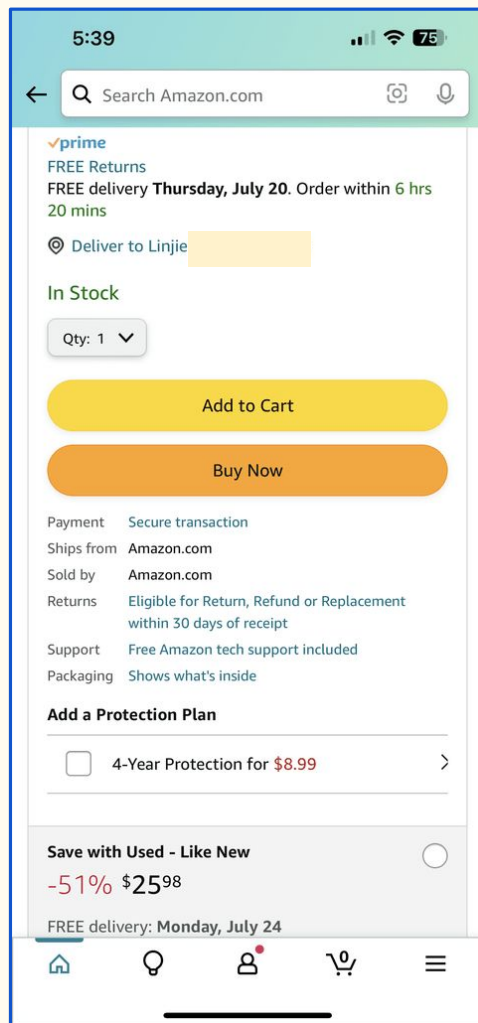 5:39
75
Search Amazon.com
prime
FREE Returns
FREE delivery Thursday, July 20. Order within 6 hrs
20 mins
Deliver to Linjie
In Stock
Qty: 1
Add to Cart
Buy Now
Payment Secure transaction
Ships from Amazon.com
Sold by Amazon.com
Returns Eligible for Return, Refund or Replacement
within 30 days of receipt
Support Free Amazon tech support included
Packaging Shows what's inside
Add a Protection Plan
4-Year Protection for $8.99
Save with Used - Like New
-51% $2598
FREE delivery: Monday, July 24
0